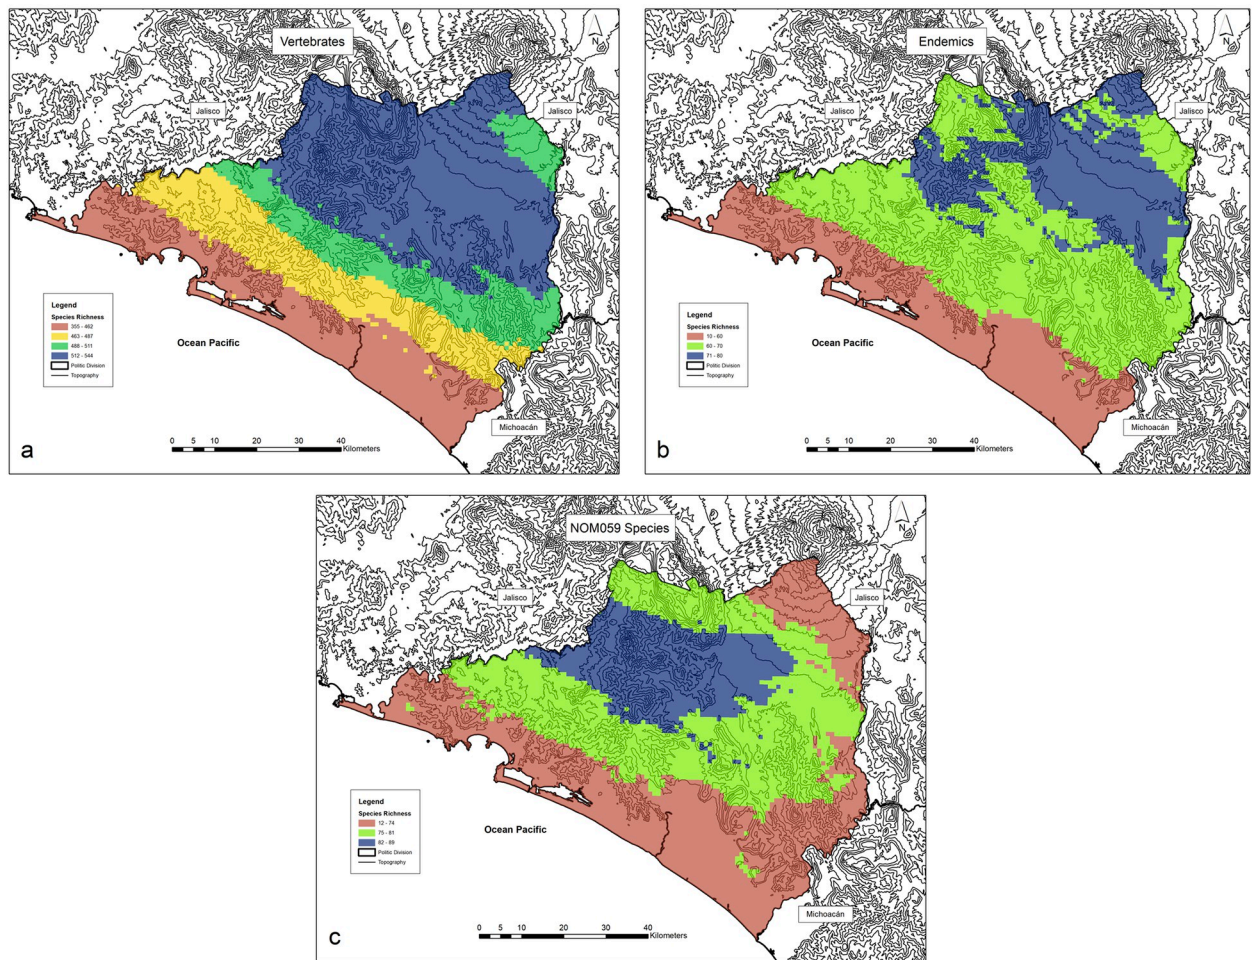 Vertebrates
N
Jalisco
Jalisco
Legend
Species Richness
355 - 462
463 - 487
488 - 511
512 - 544
Politic Division
Topography
Ocean Pacific
Michoacán
a
0 5 10 20 30 40
Kilometers
Endemics
N
Jalisco
Jalisco
Legend
Species Richness
10 - 60
60 - 70
71 - 80
Politic Division
Topography
Ocean Pacific
Michoacán
b
0 5 10 20 30 40
Kilometers
NOM059 Species
N
Jalisco
Jalisco
Legend
Species Richness
12 - 74
75 - 81
82 - 89
Politic Division
Topography
Ocean Pacific
Michoacán
c
0 5 10 20 30 40
Kilometers